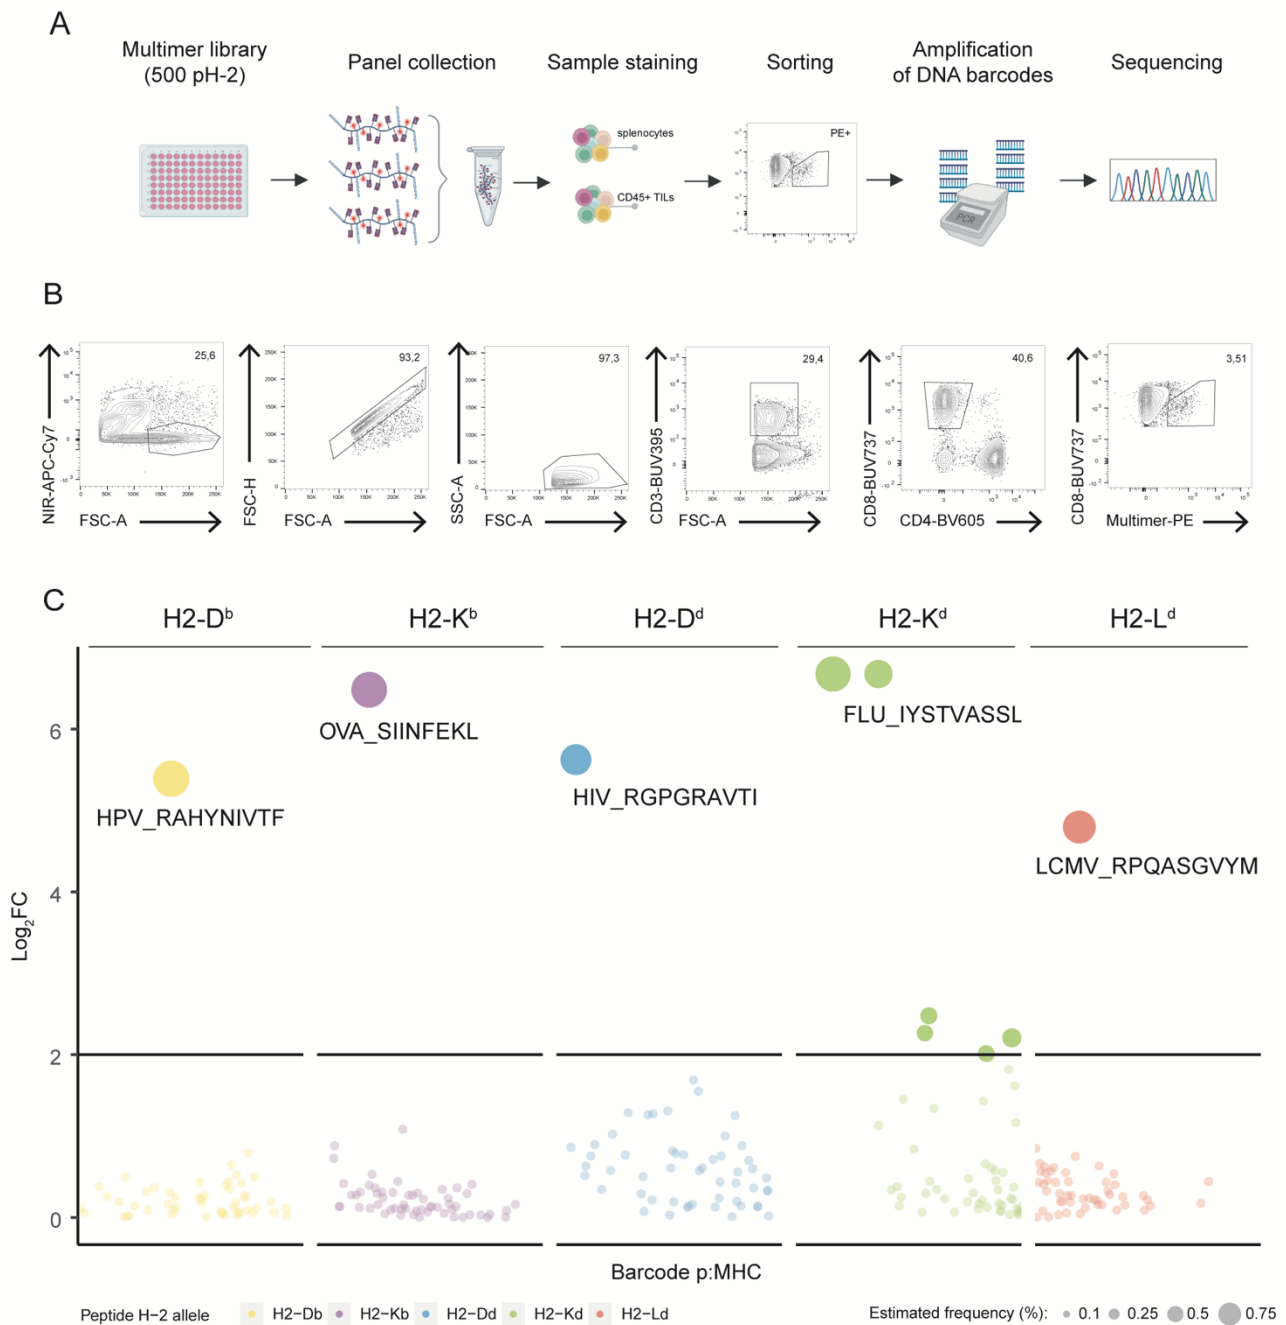 A
Multimer library
(500 pH-2)
Panel collection
Sample staining
Sorting
Amplification
of DNA barcodes
Sequencing
splenocytes
CD45+ TILs
PE+
PCR
B
NIR-APC-Cy7
25,6
FSC-A
FSC-H
93,2
FSC-A
SSC-A
97,3
FSC-A
CD3-BUV395
29,4
FSC-A
CD8-BUV737
40,6
CD4-BV605
CD8-BUV737
3,51
Multimer-PE
C
H2-Dᵇ
H2-Kᵇ
H2-Dᵈ
H2-Kᵈ
H2-Lᵈ
Log₂FC
6
4
2
0
HPV_RAHYNIVTF
OVA_SIINFEKL
HIV_RGPGRAVTI
FLU_IYSTVASSL
LCMV_RPQASGVYM
Barcode p:MHC
Peptide H−2 allele H2−Db H2−Kb H2−Dd H2−Kd H2−Ld
Estimated frequency (%): 0.1 0.25 0.5 0.75